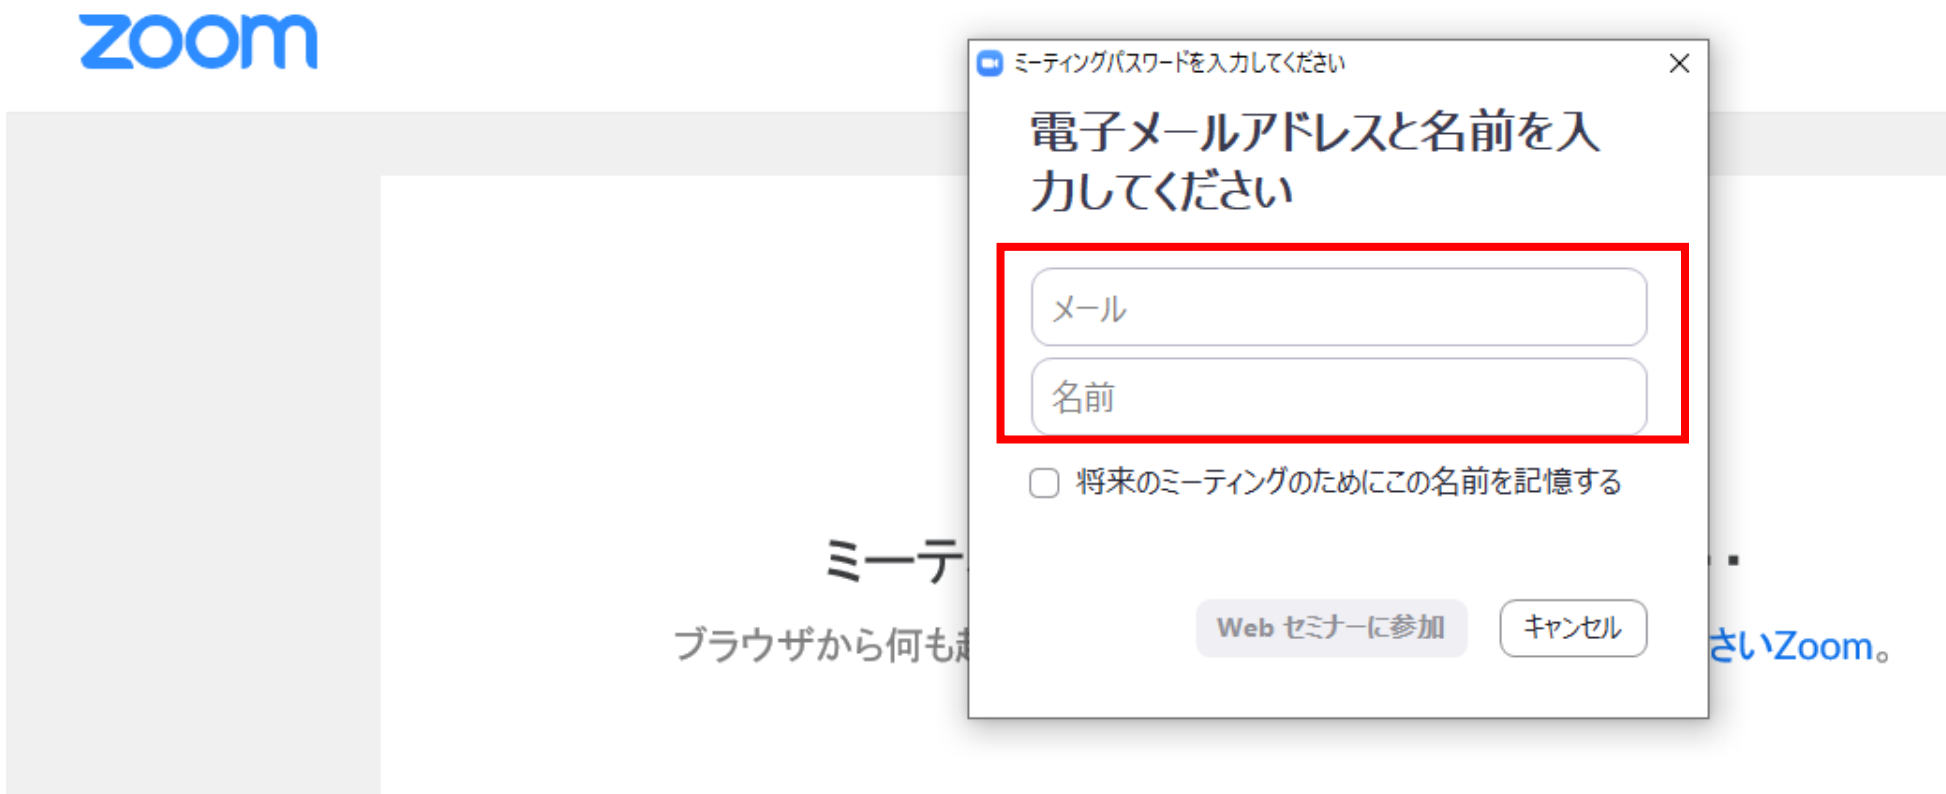 zoom
ミーティングパスワードを入力してください
電子メールアドレスと名前を入
力してください
メール
名前
将来のミーティングのためにこの名前を記憶する
ミーテ
Web セミナーに参加
キャンセル
ブラウザから何も
さいZoom。